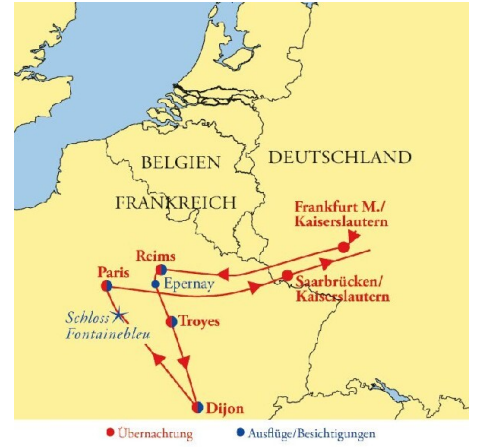 BELGIEN
DEUTSCHLAND
FRANKREICH
Frankfurt M./
Kaiserslautern
Reims
Paris
Epernay
Saarbrücken/
Kaiserslautern
Schloss
Fontainebleu
Troyes
Dijon
Übernachtung
Ausflüge/Besichtigungen